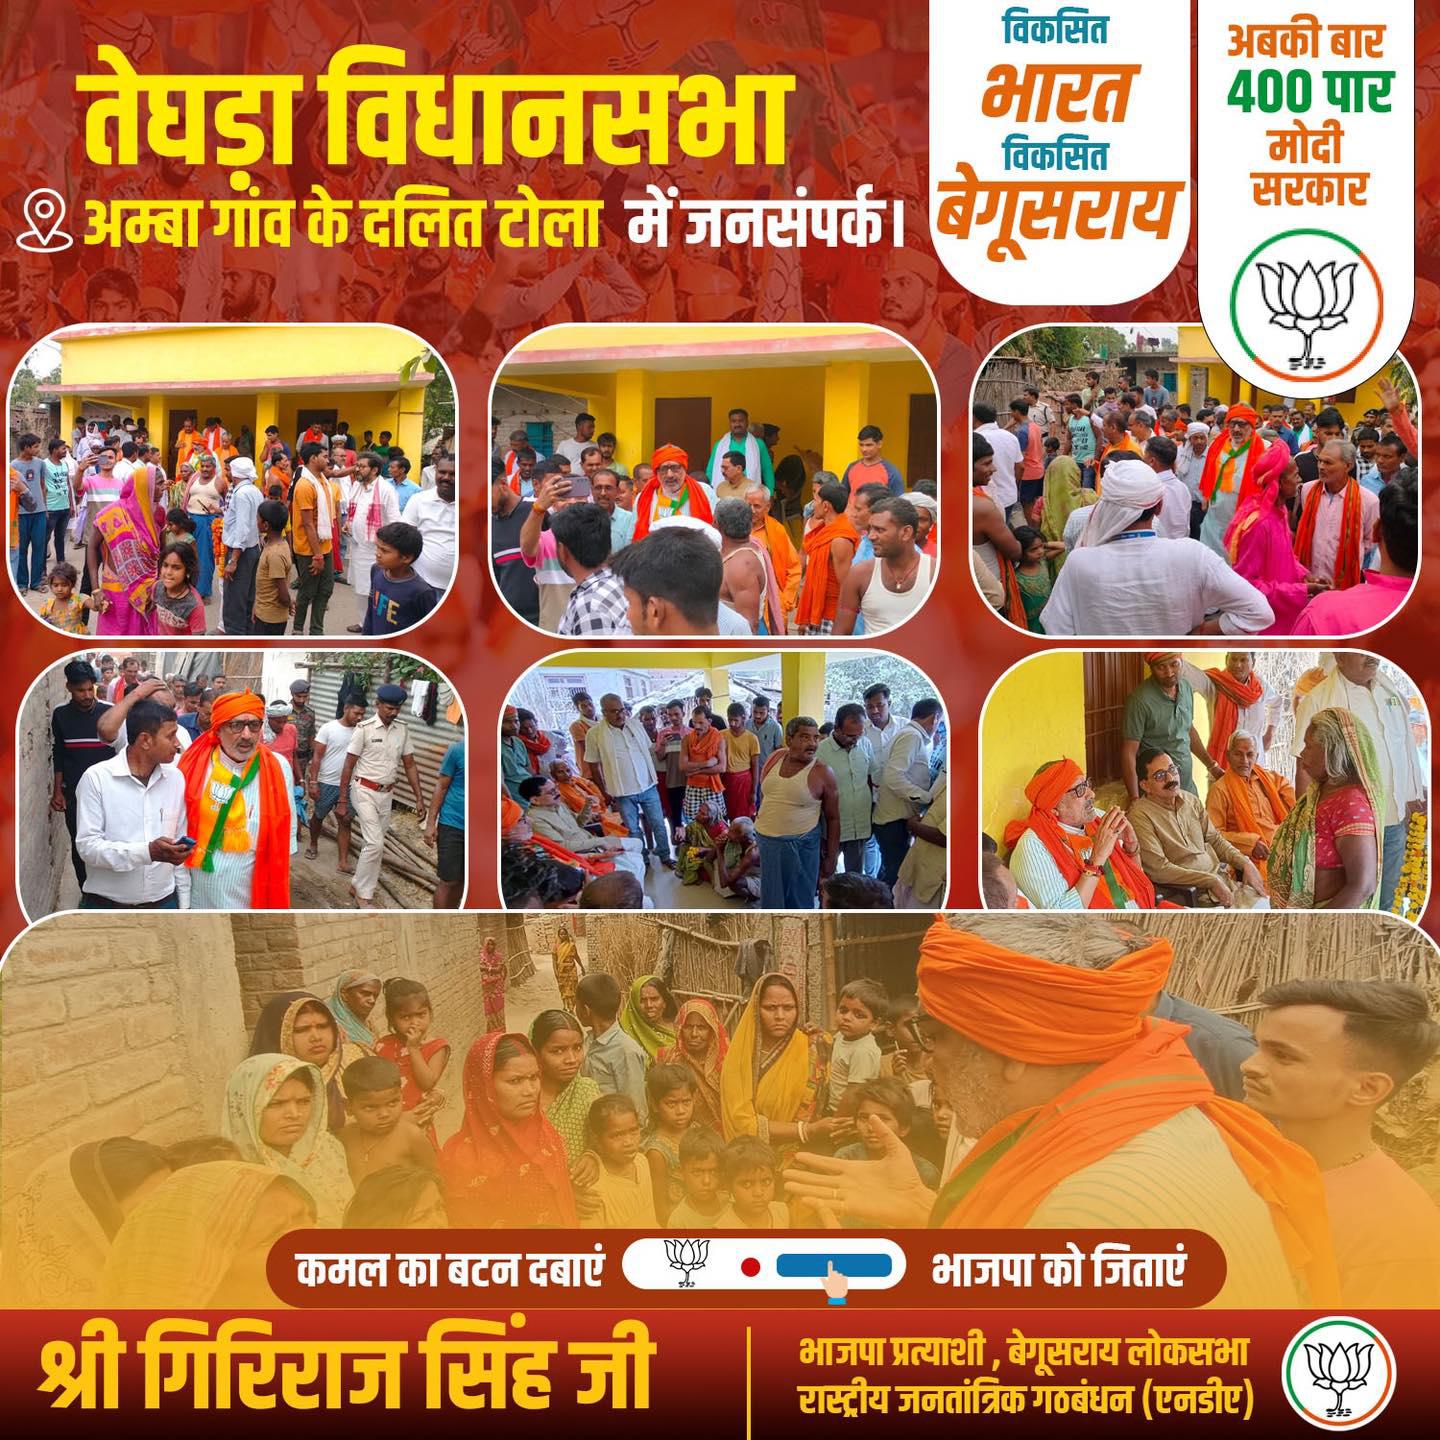 तेघड़ा विधानसभा
अम्बा गांव के दलित टोला में जनसंपर्क।
विकसित
भारत
विकसित
बेगूसराय
अबकी बार
400 पार
मोदी
सरकार
कमल का बटन दबाएं
भाजपा को जिताएं
श्री गिरिराज सिंह जी
भाजपा प्रत्याशी , बेगूसराय लोकसभा
रास्ट्रीय जनतांत्रिक गठबंधन (एनडीए)